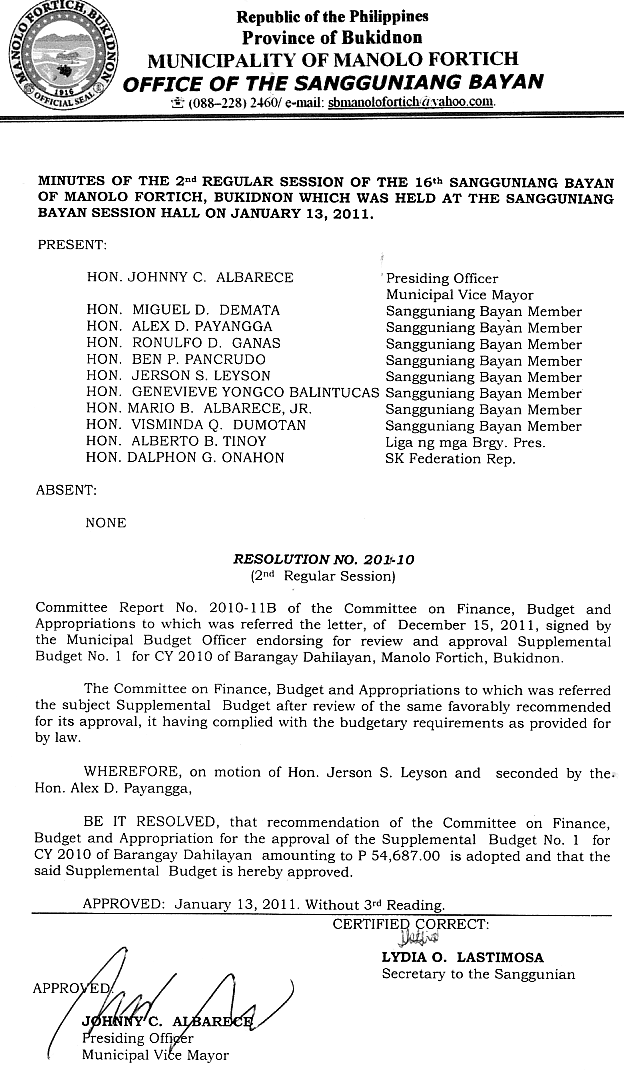 MANOLO FORTICH, BUKIDNON
1916
OFFICIAL SEAL
Republic of the Philippines
Province of Bukidnon
MUNICIPALITY OF MANOLO FORTICH
OFFICE OF THE SANGGUNIANG BAYAN
☏ (088–228) 2460/ e-mail: sbmanolofortich@yahoo.com.
MINUTES OF THE 2nd REGULAR SESSION OF THE 16th SANGGUNIANG BAYAN
OF MANOLO FORTICH, BUKIDNON WHICH WAS HELD AT THE SANGGUNIANG
BAYAN SESSION HALL ON JANUARY 13, 2011.
PRESENT:
HON. JOHNNY C. ALBARECE Presiding Officer
Municipal Vice Mayor
HON. MIGUEL D. DEMATA Sangguniang Bayan Member
HON. ALEX D. PAYANGGA Sangguniang Bayan Member
HON. RONULFO D. GANAS Sangguniang Bayan Member
HON. BEN P. PANCRUDO Sangguniang Bayan Member
HON. JERSON S. LEYSON Sangguniang Bayan Member
HON. GENEVIEVE YONGCO BALINTUCAS Sangguniang Bayan Member
HON. MARIO B. ALBARECE, JR. Sangguniang Bayan Member
HON. VISMINDA Q. DUMOTAN Sangguniang Bayan Member
HON. ALBERTO B. TINOY Liga ng mga Brgy. Pres.
HON. DALPHON G. ONAHON SK Federation Rep.
ABSENT:
NONE
RESOLUTION NO. 201-10
(2nd Regular Session)
Committee Report No. 2010-11B of the Committee on Finance, Budget and
Appropriations to which was referred the letter, of December 15, 2011, signed by
the Municipal Budget Officer endorsing for review and approval Supplemental
Budget No. 1 for CY 2010 of Barangay Dahilayan, Manolo Fortich, Bukidnon.
The Committee on Finance, Budget and Appropriations to which was referred
the subject Supplemental Budget after review of the same favorably recommended
for its approval, it having complied with the budgetary requirements as provided for
by law.
WHEREFORE, on motion of Hon. Jerson S. Leyson and seconded by the
Hon. Alex D. Payangga,
BE IT RESOLVED, that recommendation of the Committee on Finance,
Budget and Appropriation for the approval of the Supplemental Budget No. 1 for
CY 2010 of Barangay Dahilayan amounting to P 54,687.00 is adopted and that the
said Supplemental Budget is hereby approved.
APPROVED: January 13, 2011. Without 3rd Reading.
CERTIFIED CORRECT:
LYDIA O. LASTIMOSA
Secretary to the Sanggunian
APPROVED:
JOHNNY C. ALBARECE
Presiding Officer
Municipal Vice Mayor